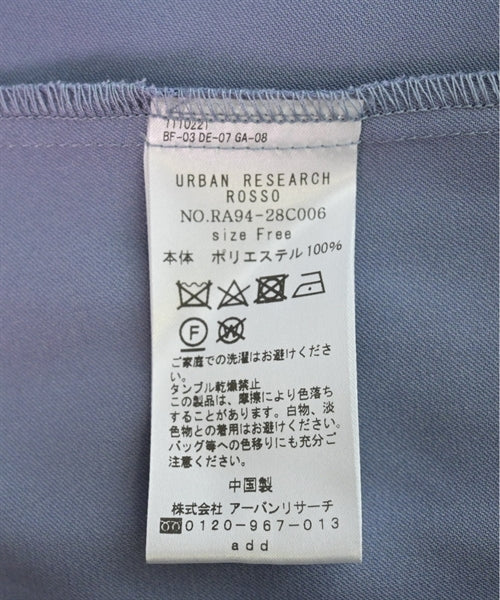 1110221
BF-03 DE-07 GA-08
URBAN RESEARCH
ROSSO
NO.RA94-28C006
size Free
本体 ポリエステル100%
F
W
ご家庭での洗濯はお避けくださ
い。
タンブル乾燥禁止
この製品は、摩擦により色落ち
することがあります。白物、淡
色物との着用はお避けください。
バッグ等への色移りにも充分ご
注意ください。
中国製
株式会社 アーバンリサーチ
0120-967-013
add